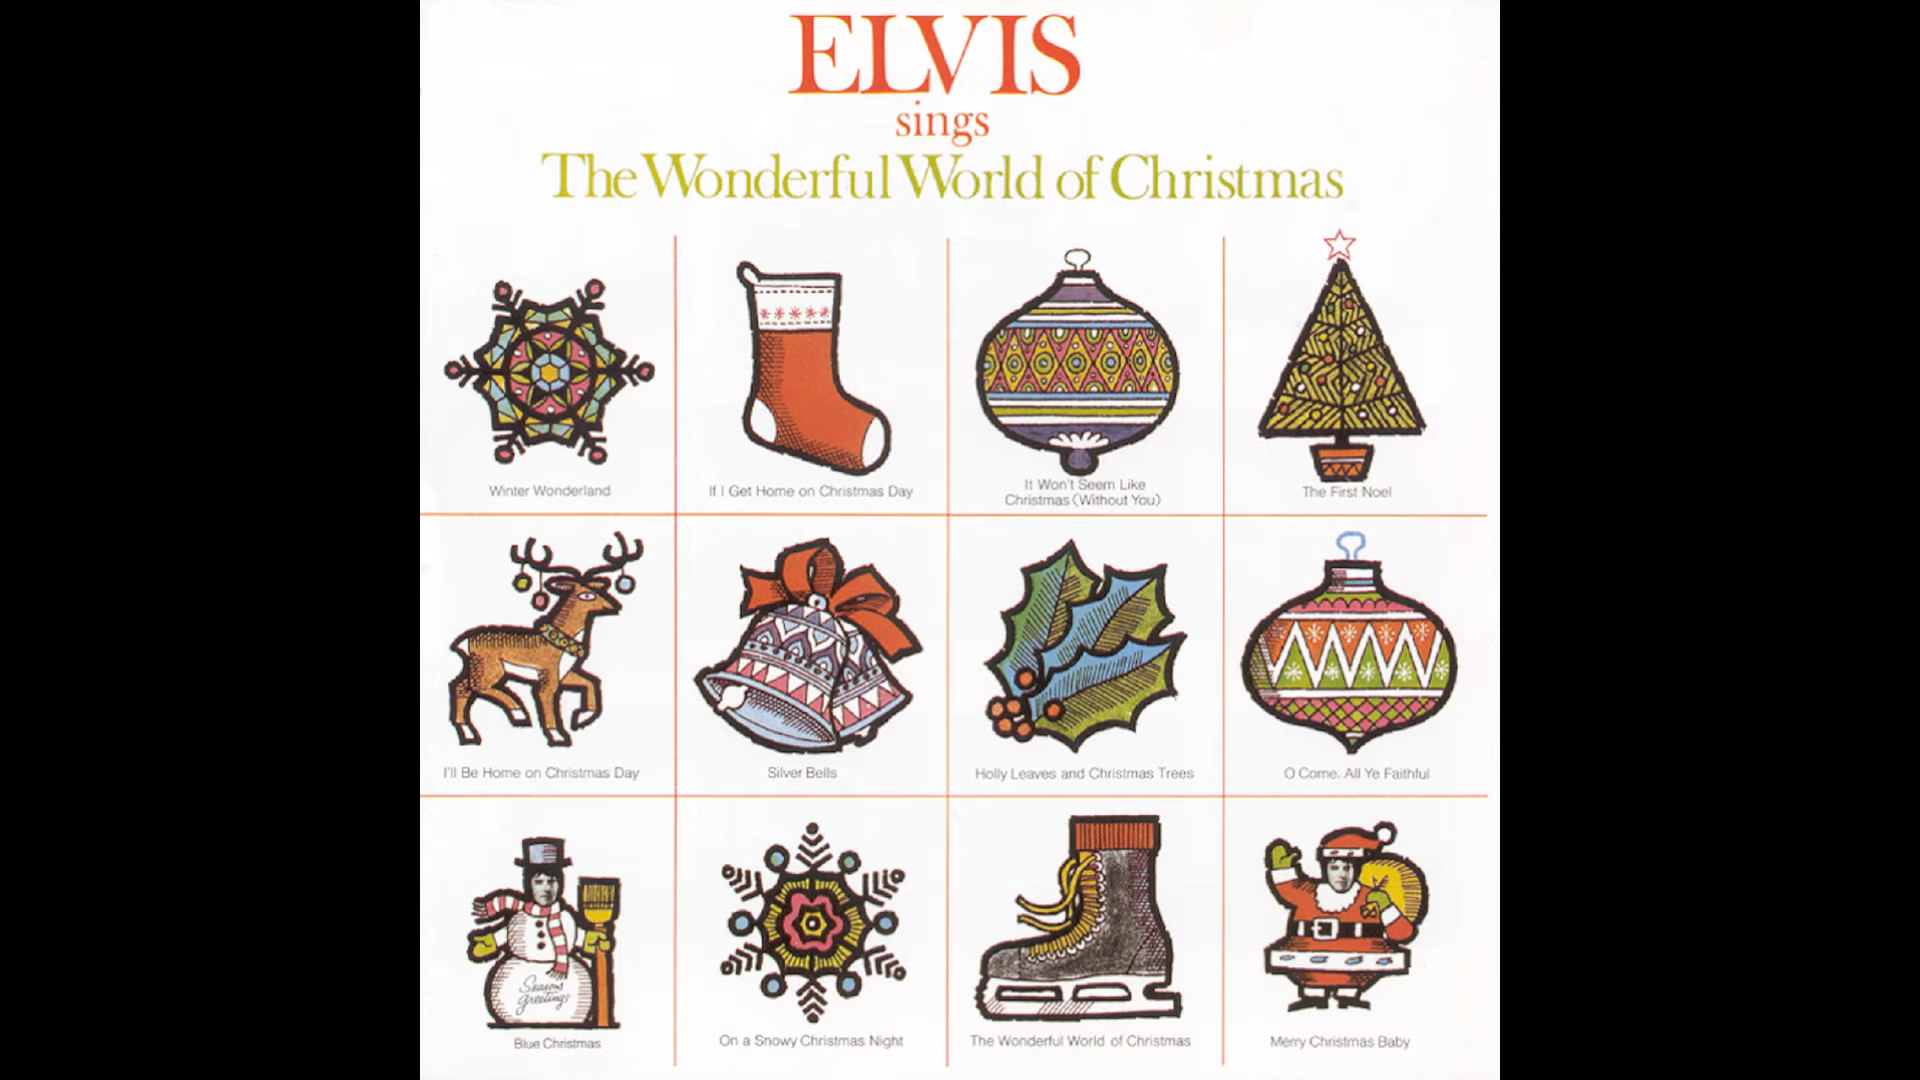 ELVIS
sings
The Wonderful World of Christmas
Winter Wonderland
If I Get Home on Christmas Day
It Won't Seem Like
Christmas (Without You)
The First Noel
I'll Be Home on Christmas Day
Silver Bells
Holly Leaves and Christmas Trees
O Come, All Ye Faithful
Seasons
Greetings
Blue Christmas
On a Snowy Christmas Night
The Wonderful World of Christmas
Merry Christmas Baby